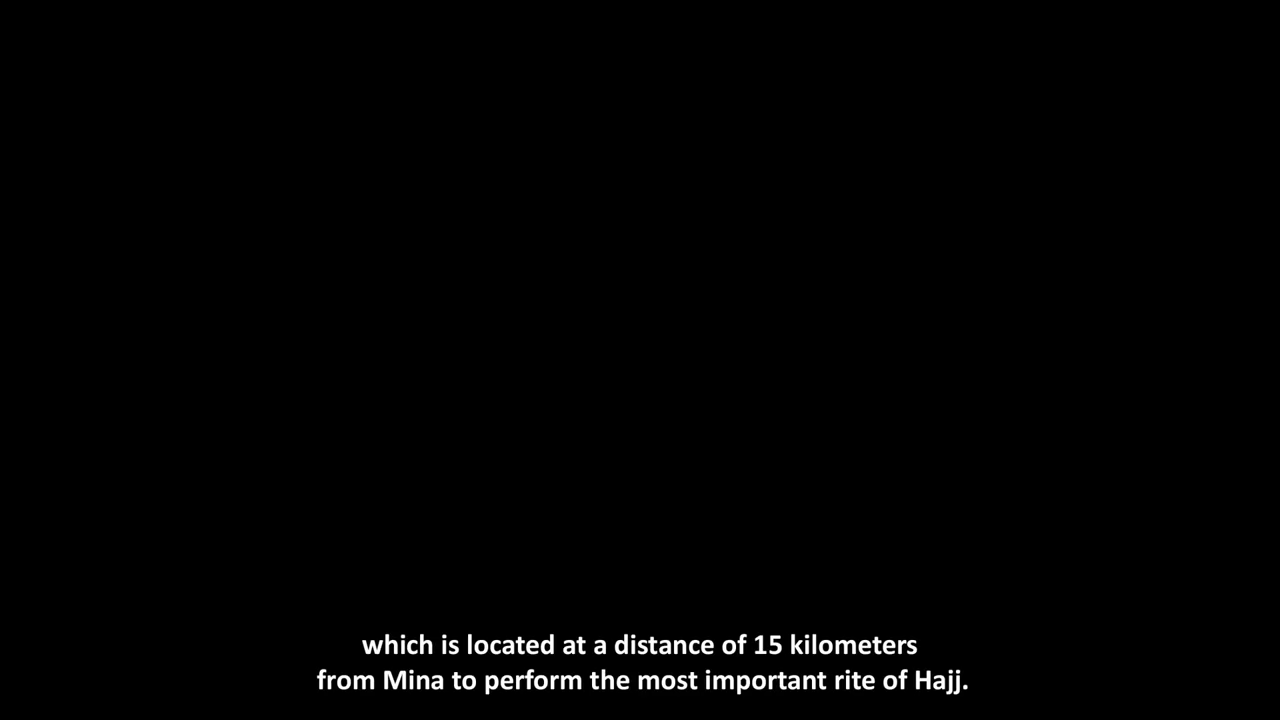 which is located at a distance of 15 kilometers
from Mina to perform the most important rite of Hajj.